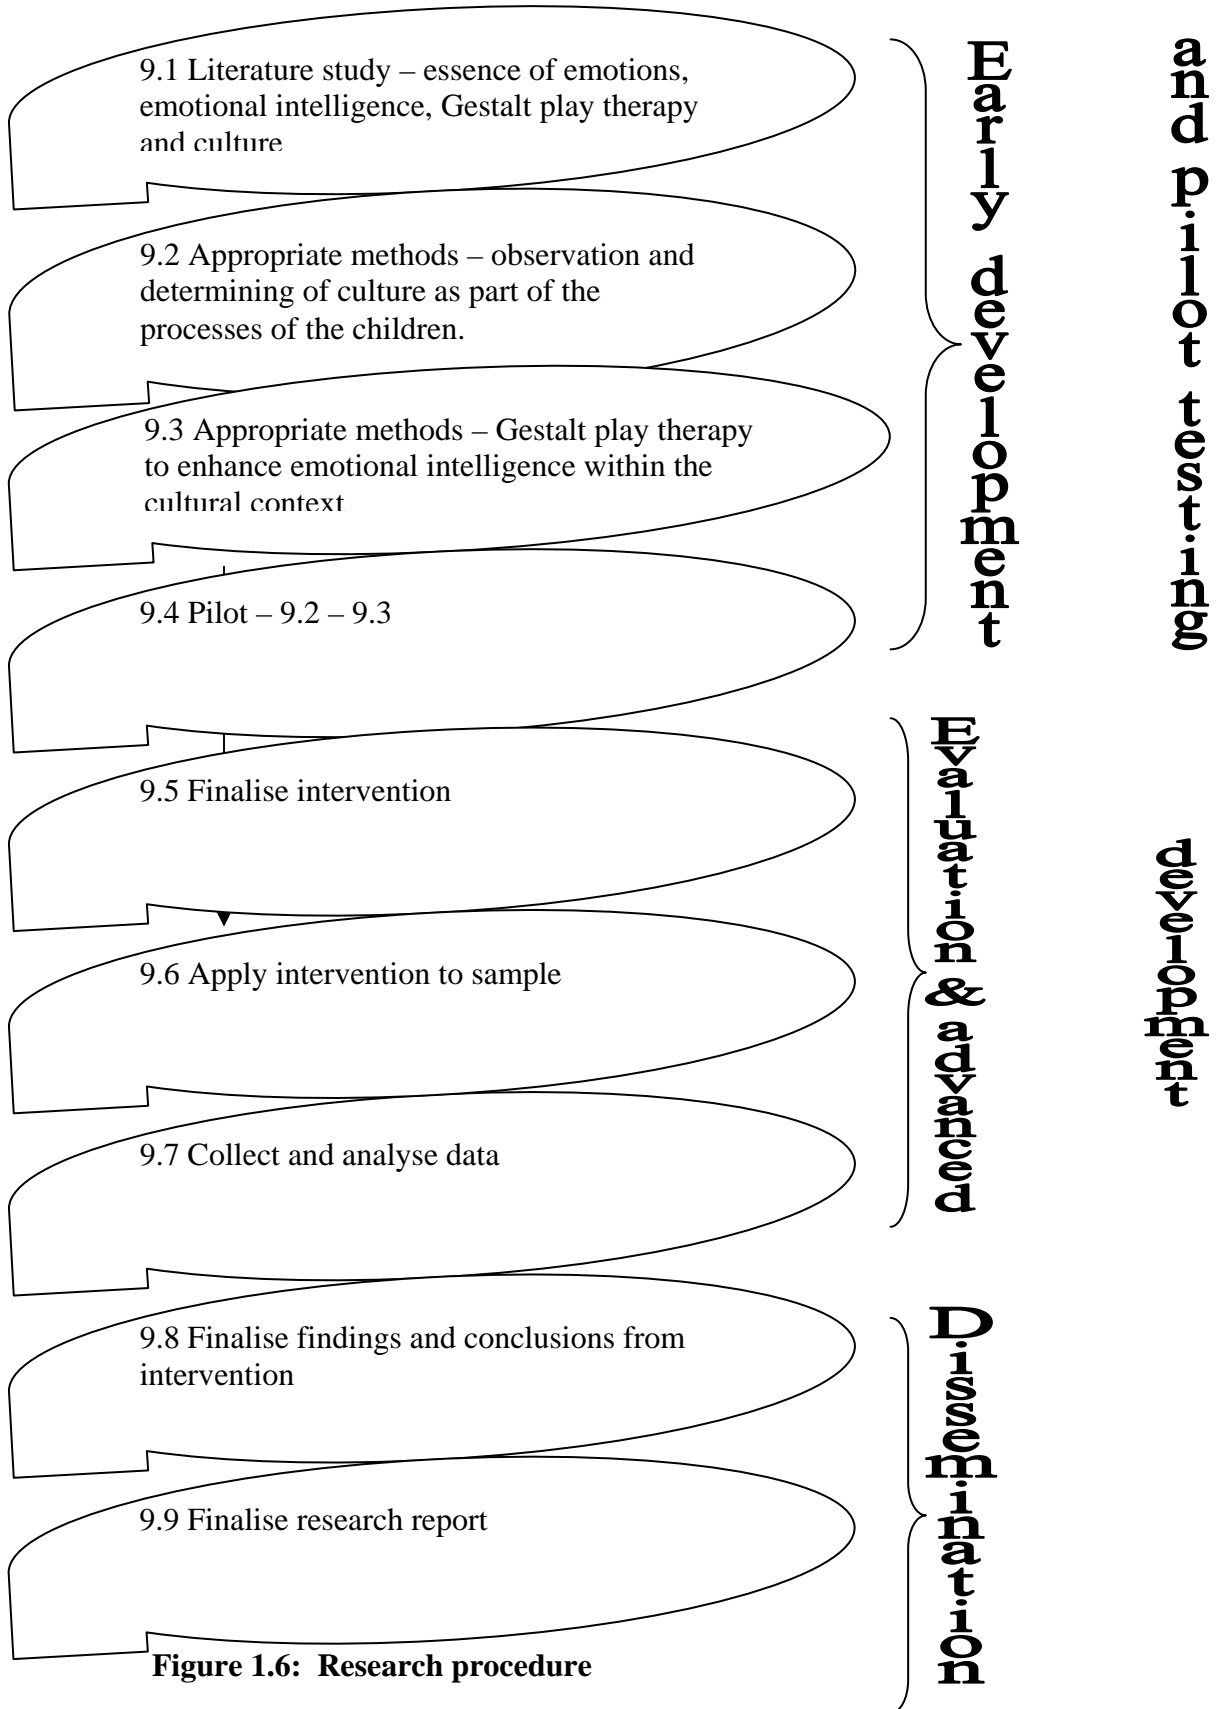 9.1 Literature study – essence of emotions,
emotional intelligence, Gestalt play therapy
and culture
9.2 Appropriate methods – observation and
determining of culture as part of the
processes of the children.
9.3 Appropriate methods – Gestalt play therapy
to enhance emotional intelligence within the
cultural context
9.4 Pilot – 9.2 – 9.3
Early development
and pilot testing
9.5 Finalise intervention
9.6 Apply intervention to sample
9.7 Collect and analyse data
Evaluation & advanced
development
9.8 Finalise findings and conclusions from
intervention
9.9 Finalise research report
Dissemination
Figure 1.6: Research procedure